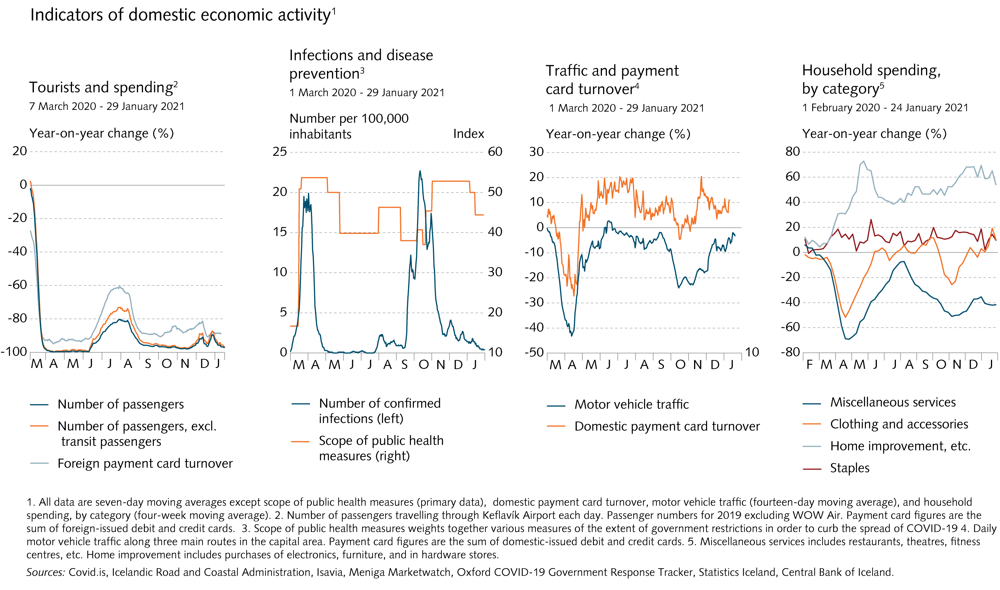 Indicators of domestic economic activity¹
Tourists and spending²
7 March 2020 - 29 January 2021
Year-on-year change (%)
20
0
-20
-40
-60
-80
-100
M A M J J A S O N D J
Number of passengers
Number of passengers, excl.
transit passengers
Foreign payment card turnover
Infections and disease
prevention³
1 March 2020 - 29 January 2021
Number per 100,000
inhabitants Index
25 60
20 50
15 40
10 30
5 20
0 10
M A M J J A S O N D J
Number of confirmed
infections (left)
Scope of public health
measures (right)
Traffic and payment
card turnover⁴
1 March 2020 - 29 January 2021
Year-on-year change (%)
30
20
10
0
-10
-20
-30
-40
-50 10
M A M J J A S O N D J
Motor vehicle traffic
Domestic payment card turnover
Household spending,
by category⁵
1 February 2020 - 24 January 2021
Year-on-year change (%)
80
60
40
20
0
-20
-40
-60
-80
F M A M J J A S O N D J
Miscellaneous services
Clothing and accessories
Home improvement, etc.
Staples
1. All data are seven-day moving averages except scope of public health measures (primary data), domestic payment card turnover, motor vehicle traffic (fourteen-day moving average), and household
spending, by category (four-week moving average). 2. Number of passengers travelling through Keflavík Airport each day. Passenger numbers for 2019 excluding WOW Air. Payment card figures are the
sum of foreign-issued debit and credit cards. 3. Scope of public health measures weights together various measures of the extent of government restrictions in order to curb the spread of COVID-19 4. Daily
motor vehicle traffic along three main routes in the capital area. Payment card figures are the sum of domestic-issued debit and credit cards. 5. Miscellaneous services includes restaurants, theatres, fitness
centres, etc. Home improvement includes purchases of electronics, furniture, and in hardware stores.
Sources: Covid.is, Icelandic Road and Coastal Administration, Isavia, Meniga Marketwatch, Oxford COVID-19 Government Response Tracker, Statistics Iceland, Central Bank of Iceland.